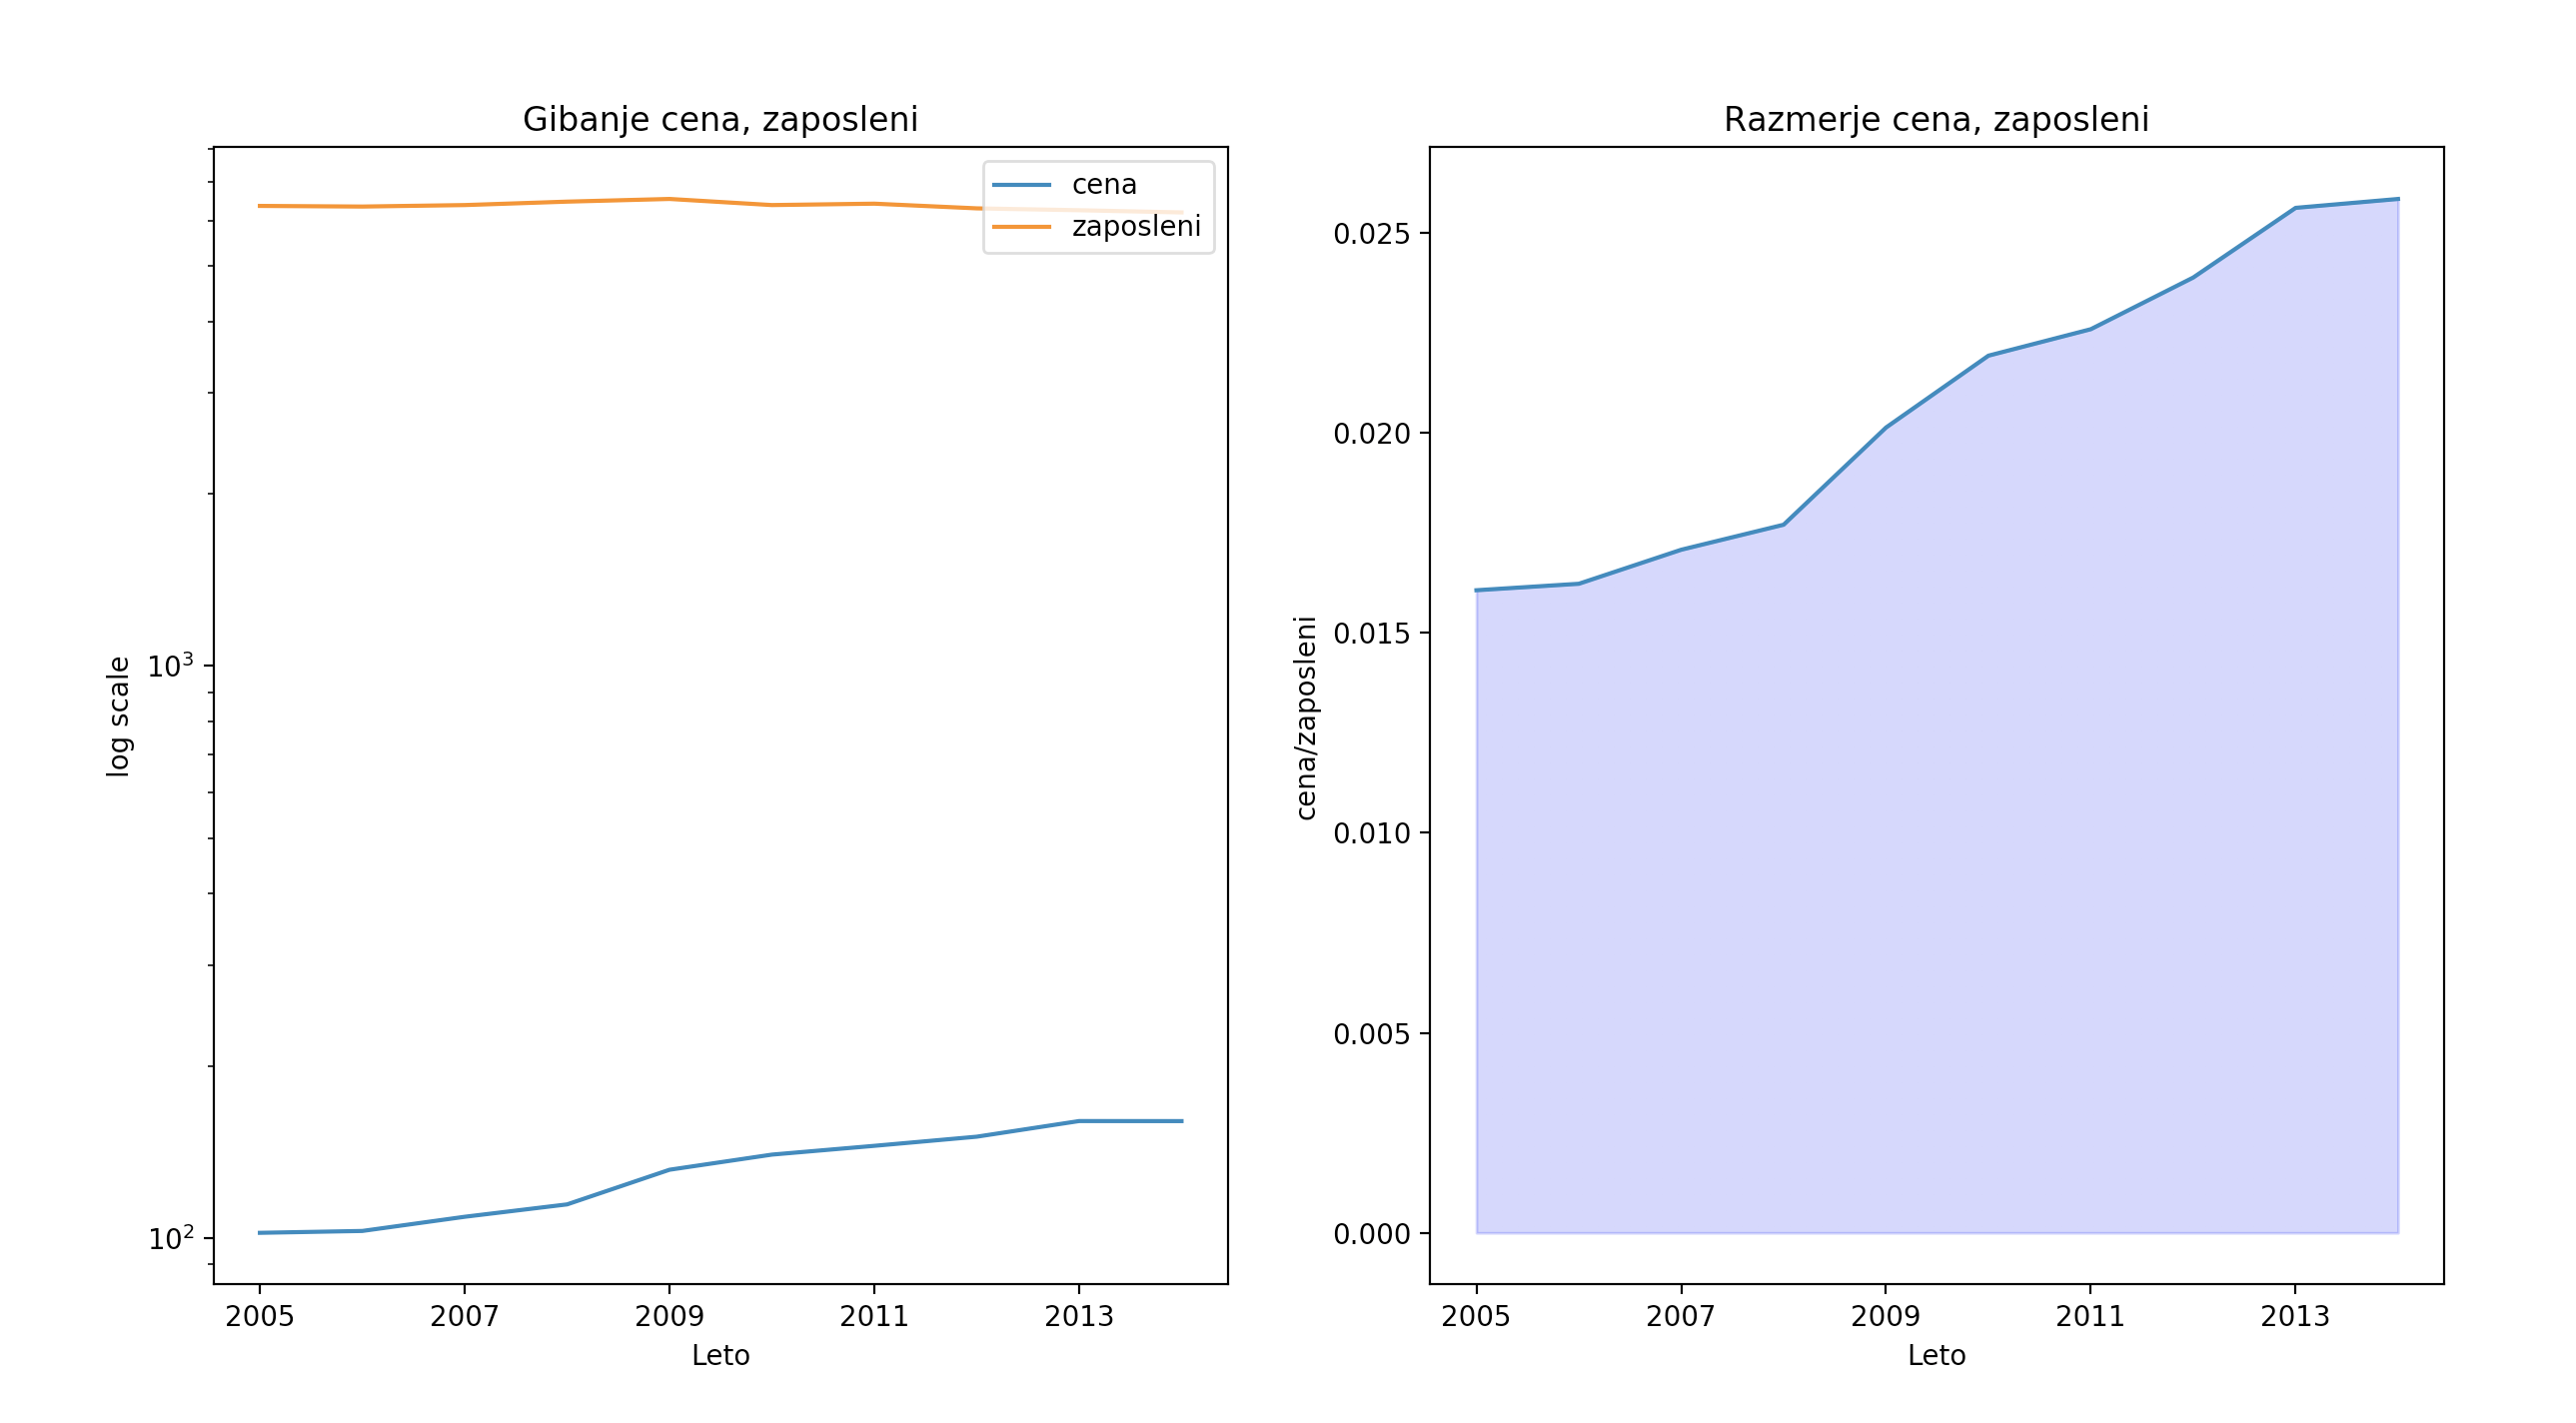 Gibanje cena, zaposleni
cena
zaposleni
log scale
10³
10²
2005
2007
2009
2011
2013
Leto
Razmerje cena, zaposleni
cena/zaposleni
0.025
0.020
0.015
0.010
0.005
0.000
2005
2007
2009
2011
2013
Leto